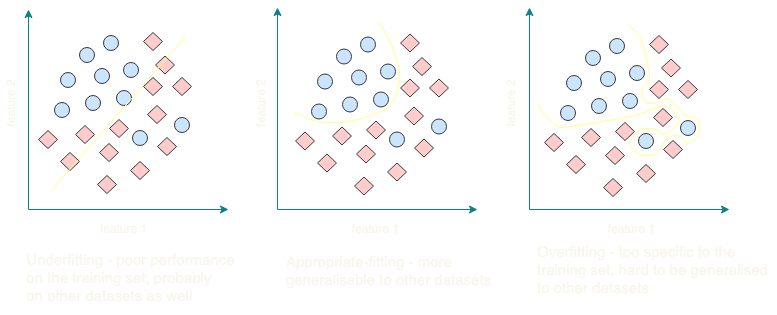 feature 2
feature 1
Underfitting - poor performance
on the training set, probably
on other datasets as well
feature 2
feature 1
Appropriate-fitting - more
generalisable to other datasets
feature 2
feature 1
Overfitting - too specific to the
training set, hard to be generalised
to other datasets